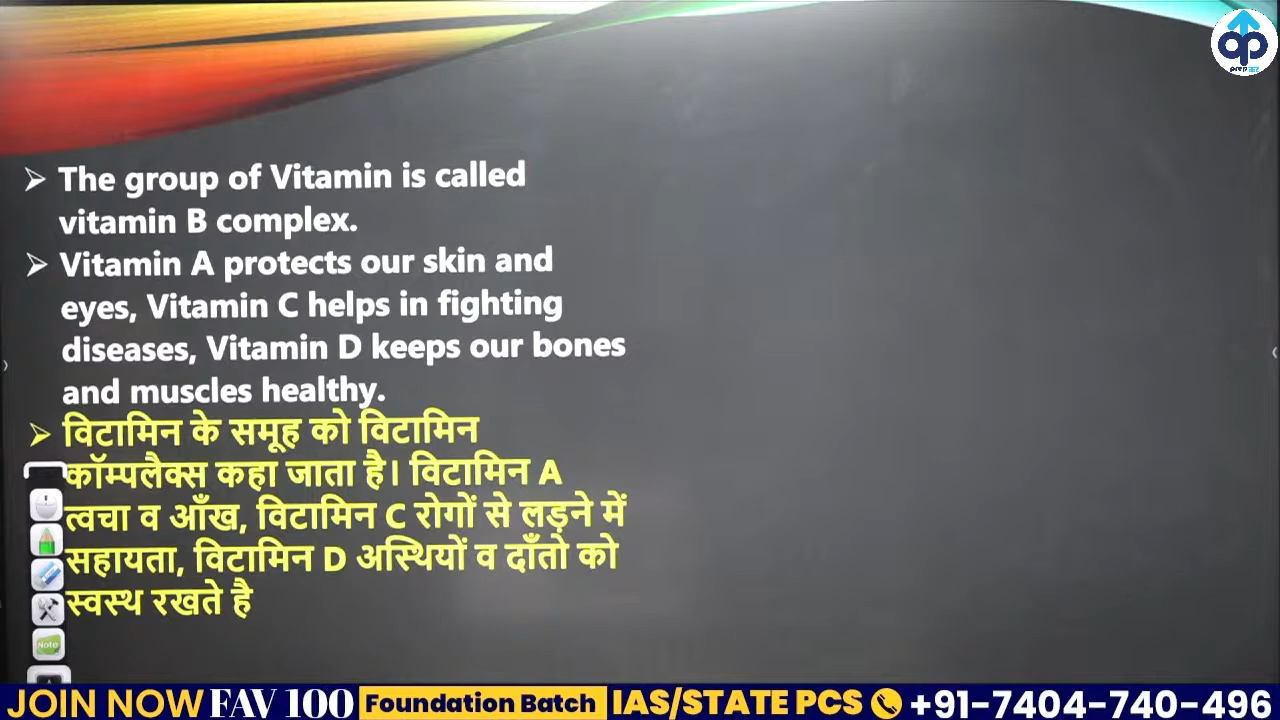 The group of Vitamin is called
vitamin B complex.
Vitamin A protects our skin and
eyes, Vitamin C helps in fighting
diseases, Vitamin D keeps our bones
and muscles healthy.
विटामिन के समूह को विटामिन
कॉम्पलैक्स कहा जाता है। विटामिन A
त्वचा व आँख, विटामिन C रोगों से लड़ने में
सहायता, विटामिन D अस्थियों व दाँतो को
स्वस्थ रखते है
Note
JOIN NOW FAV 100 Foundation Batch IAS/STATE PCS +91-7404-740-496